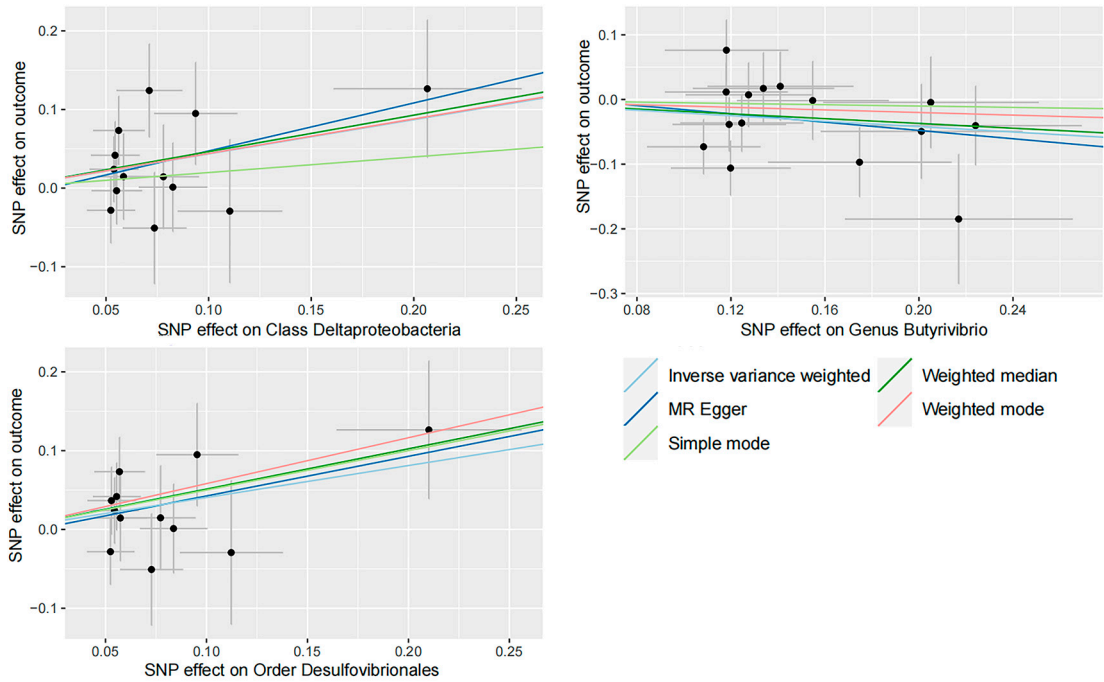 SNP effect on outcome
0.2
0.1
0.0
−0.1
0.05 0.10 0.15 0.20 0.25
SNP effect on Class Deltaproteobacteria
SNP effect on outcome
0.1
0.0
−0.1
−0.2
−0.3
0.08 0.12 0.16 0.20 0.24
SNP effect on Genus Butyrivibrio
SNP effect on outcome
0.2
0.1
0.0
−0.1
0.05 0.10 0.15 0.20 0.25
SNP effect on Order Desulfovibrionales
Inverse variance weighted
MR Egger
Simple mode
Weighted median
Weighted mode